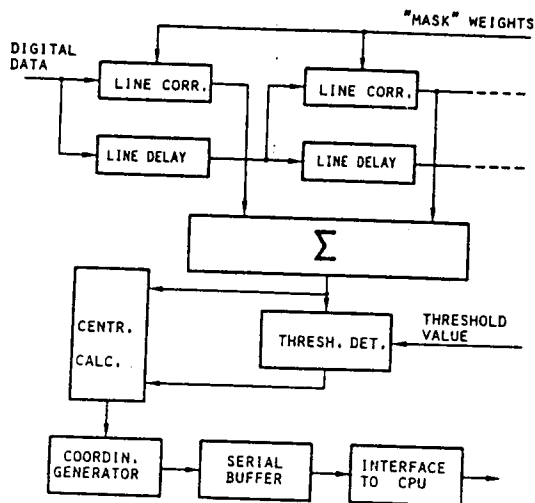 "MASK" WEIGHTS
DIGITAL
DATA
LINE CORR.
LINE CORR.
LINE DELAY
LINE DELAY
Σ
CENTR.
CALC.
THRESH. DET.
THRESHOLD
VALUE
COORDIN.
GENERATOR
SERIAL
BUFFER
INTERFACE
TO CPU